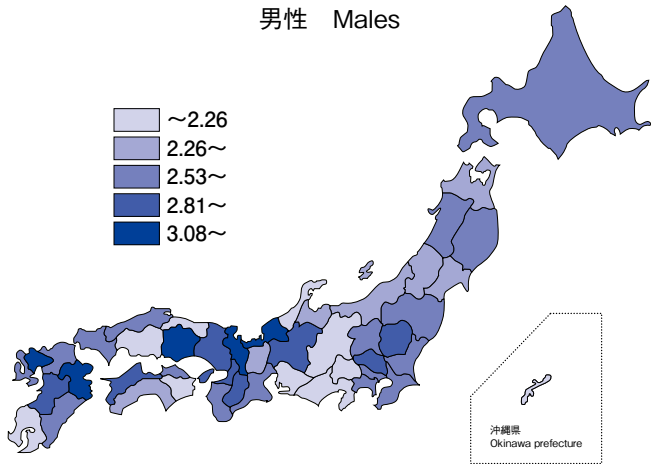 男性 Males
～2.26
2.26～
2.53～
2.81～
3.08～
沖縄県
Okinawa prefecture